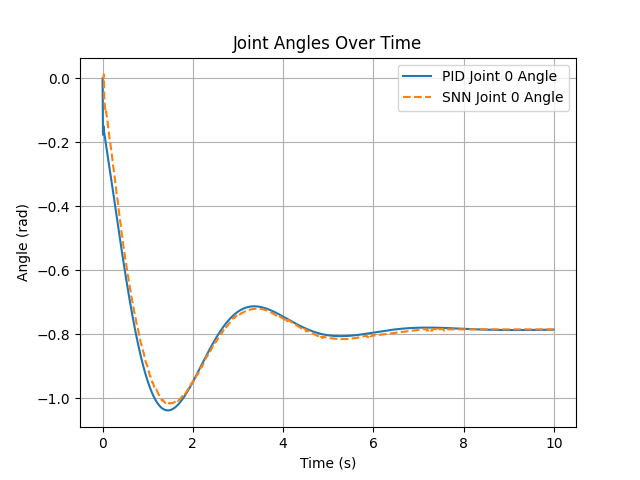 Joint Angles Over Time
PID Joint 0 Angle
SNN Joint 0 Angle
Angle (rad)
0.0
−0.2
−0.4
−0.6
−0.8
−1.0
0 2 4 6 8 10
Time (s)